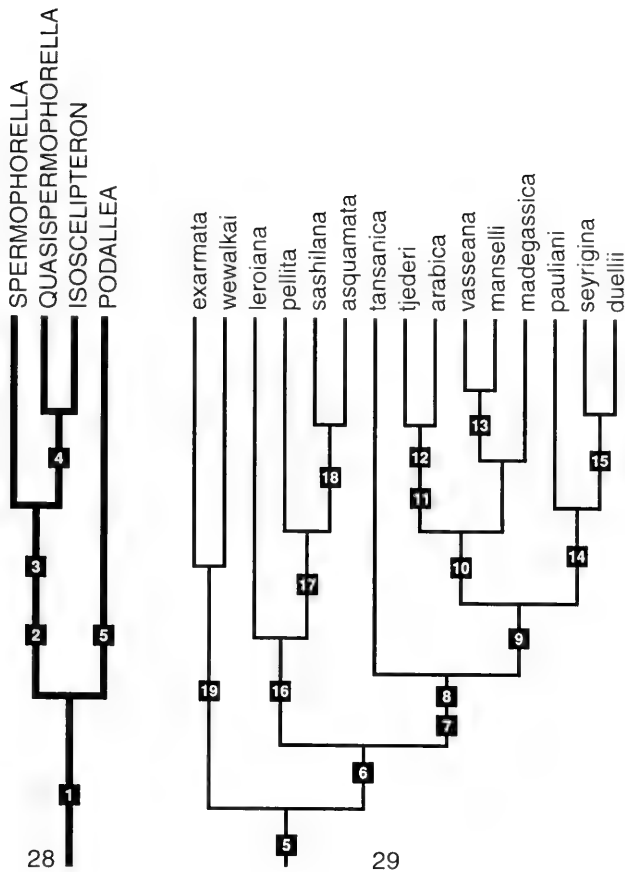 SPERMOPHORELLA
QUASISPERMOPHORELLA
ISOSCELIPTERON
PODALLEA
4
3
2
5
1
28
exarmata
wewalkai
leroiana
pellita
sashilana
asquamata
tansanica
tjederi
arabica
vasseana
manselli
madegassica
pauliani
seyrigina
duellii
13
12
15
18
11
14
10
17
9
19
16
8
7
6
5
29